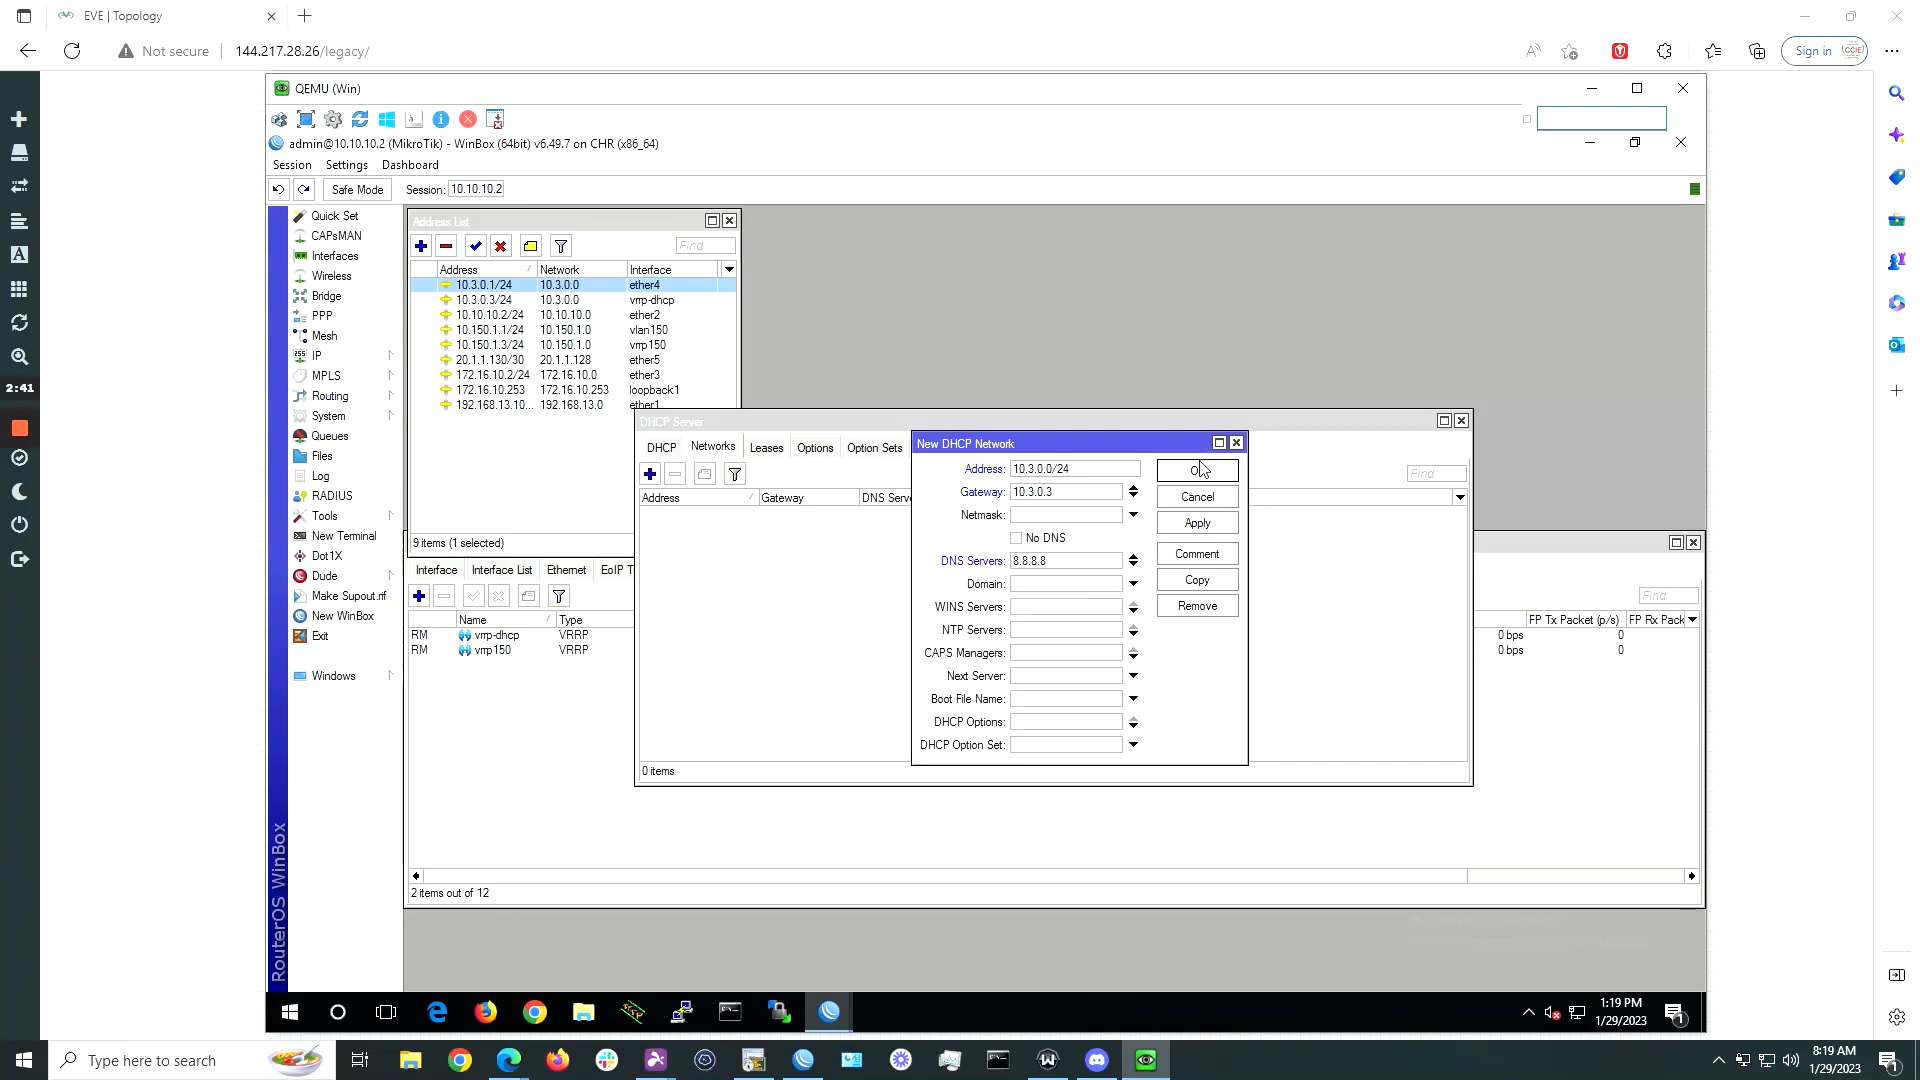 EVE | Topology
Not secure
144.217.28.26/legacy/
Sign in
QEMU (Win)
admin@10.10.10.2 (MikroTik) - WinBox (64bit) v6.49.7 on CHR (x86_64)
Session Settings Dashboard
Safe Mode Session: 10.10.10.2
Quick Set
CAPsMAN
Interfaces
Wireless
Bridge
PPP
Mesh
IP
MPLS
Routing
System
Queues
Files
Log
RADIUS
Tools
New Terminal
Dot1X
Dude
Make Supout.rif
New WinBox
Exit
Windows
RouterOS WinBox
2:41
Address List
Find
Address Network Interface
10.3.0.1/24 10.3.0.0 ether4
10.3.0.3/24 10.3.0.0 vrrp-dhcp
10.10.10.2/24 10.10.10.0 ether2
10.150.1.1/24 10.150.1.0 vlan150
10.150.1.3/24 10.150.1.0 vrrp150
20.1.1.130/30 20.1.1.128 ether5
172.16.10.2/24 172.16.10.0 ether3
172.16.10.253 172.16.10.253 loopback1
192.168.13.10... 192.168.13.0 ether1
9 items (1 selected)
DHCP Server
DHCP Networks Leases Options Option Sets
Find
Address Gateway DNS Serve
0 items
New DHCP Network
Address: 10.3.0.0/24
Gateway: 10.3.0.3
Netmask:
No DNS
DNS Servers: 8.8.8.8
Domain:
WINS Servers:
NTP Servers:
CAPS Managers:
Next Server:
Boot File Name:
DHCP Options:
DHCP Option Set:
Cancel
Apply
Comment
Copy
Remove
Interface Interface List Ethernet EoIP T
Find
Name Type FP Tx Packet (p/s) FP Rx Pack
RM vrrp-dhcp VRRP 0 bps 0
RM vrrp150 VRRP 0 bps 0
2 items out of 12
1:19 PM
1/29/2023
Type here to search
8:19 AM
1/29/2023